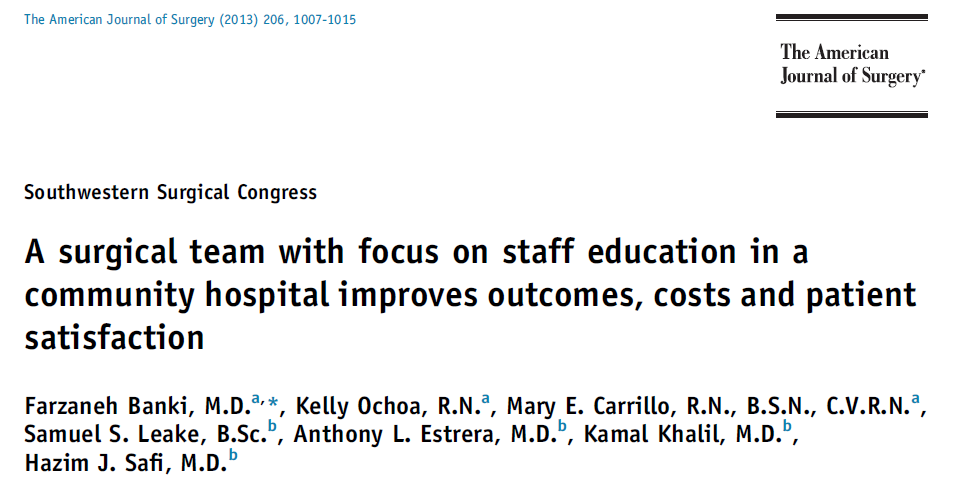 The American Journal of Surgery (2013) 206, 1007-1015
The American
Journal of Surgery*
Southwestern Surgical Congress
A surgical team with focus on staff education in a
community hospital improves outcomes, costs and patient
satisfaction
Farzaneh Banki, M.D.a,*, Kelly Ochoa, R.N.a, Mary E. Carrillo, R.N., B.S.N., C.V.R.N.a,
Samuel S. Leake, B.Sc.b, Anthony L. Estrera, M.D.b, Kamal Khalil, M.D.b,
Hazim J. Safi, M.D.b